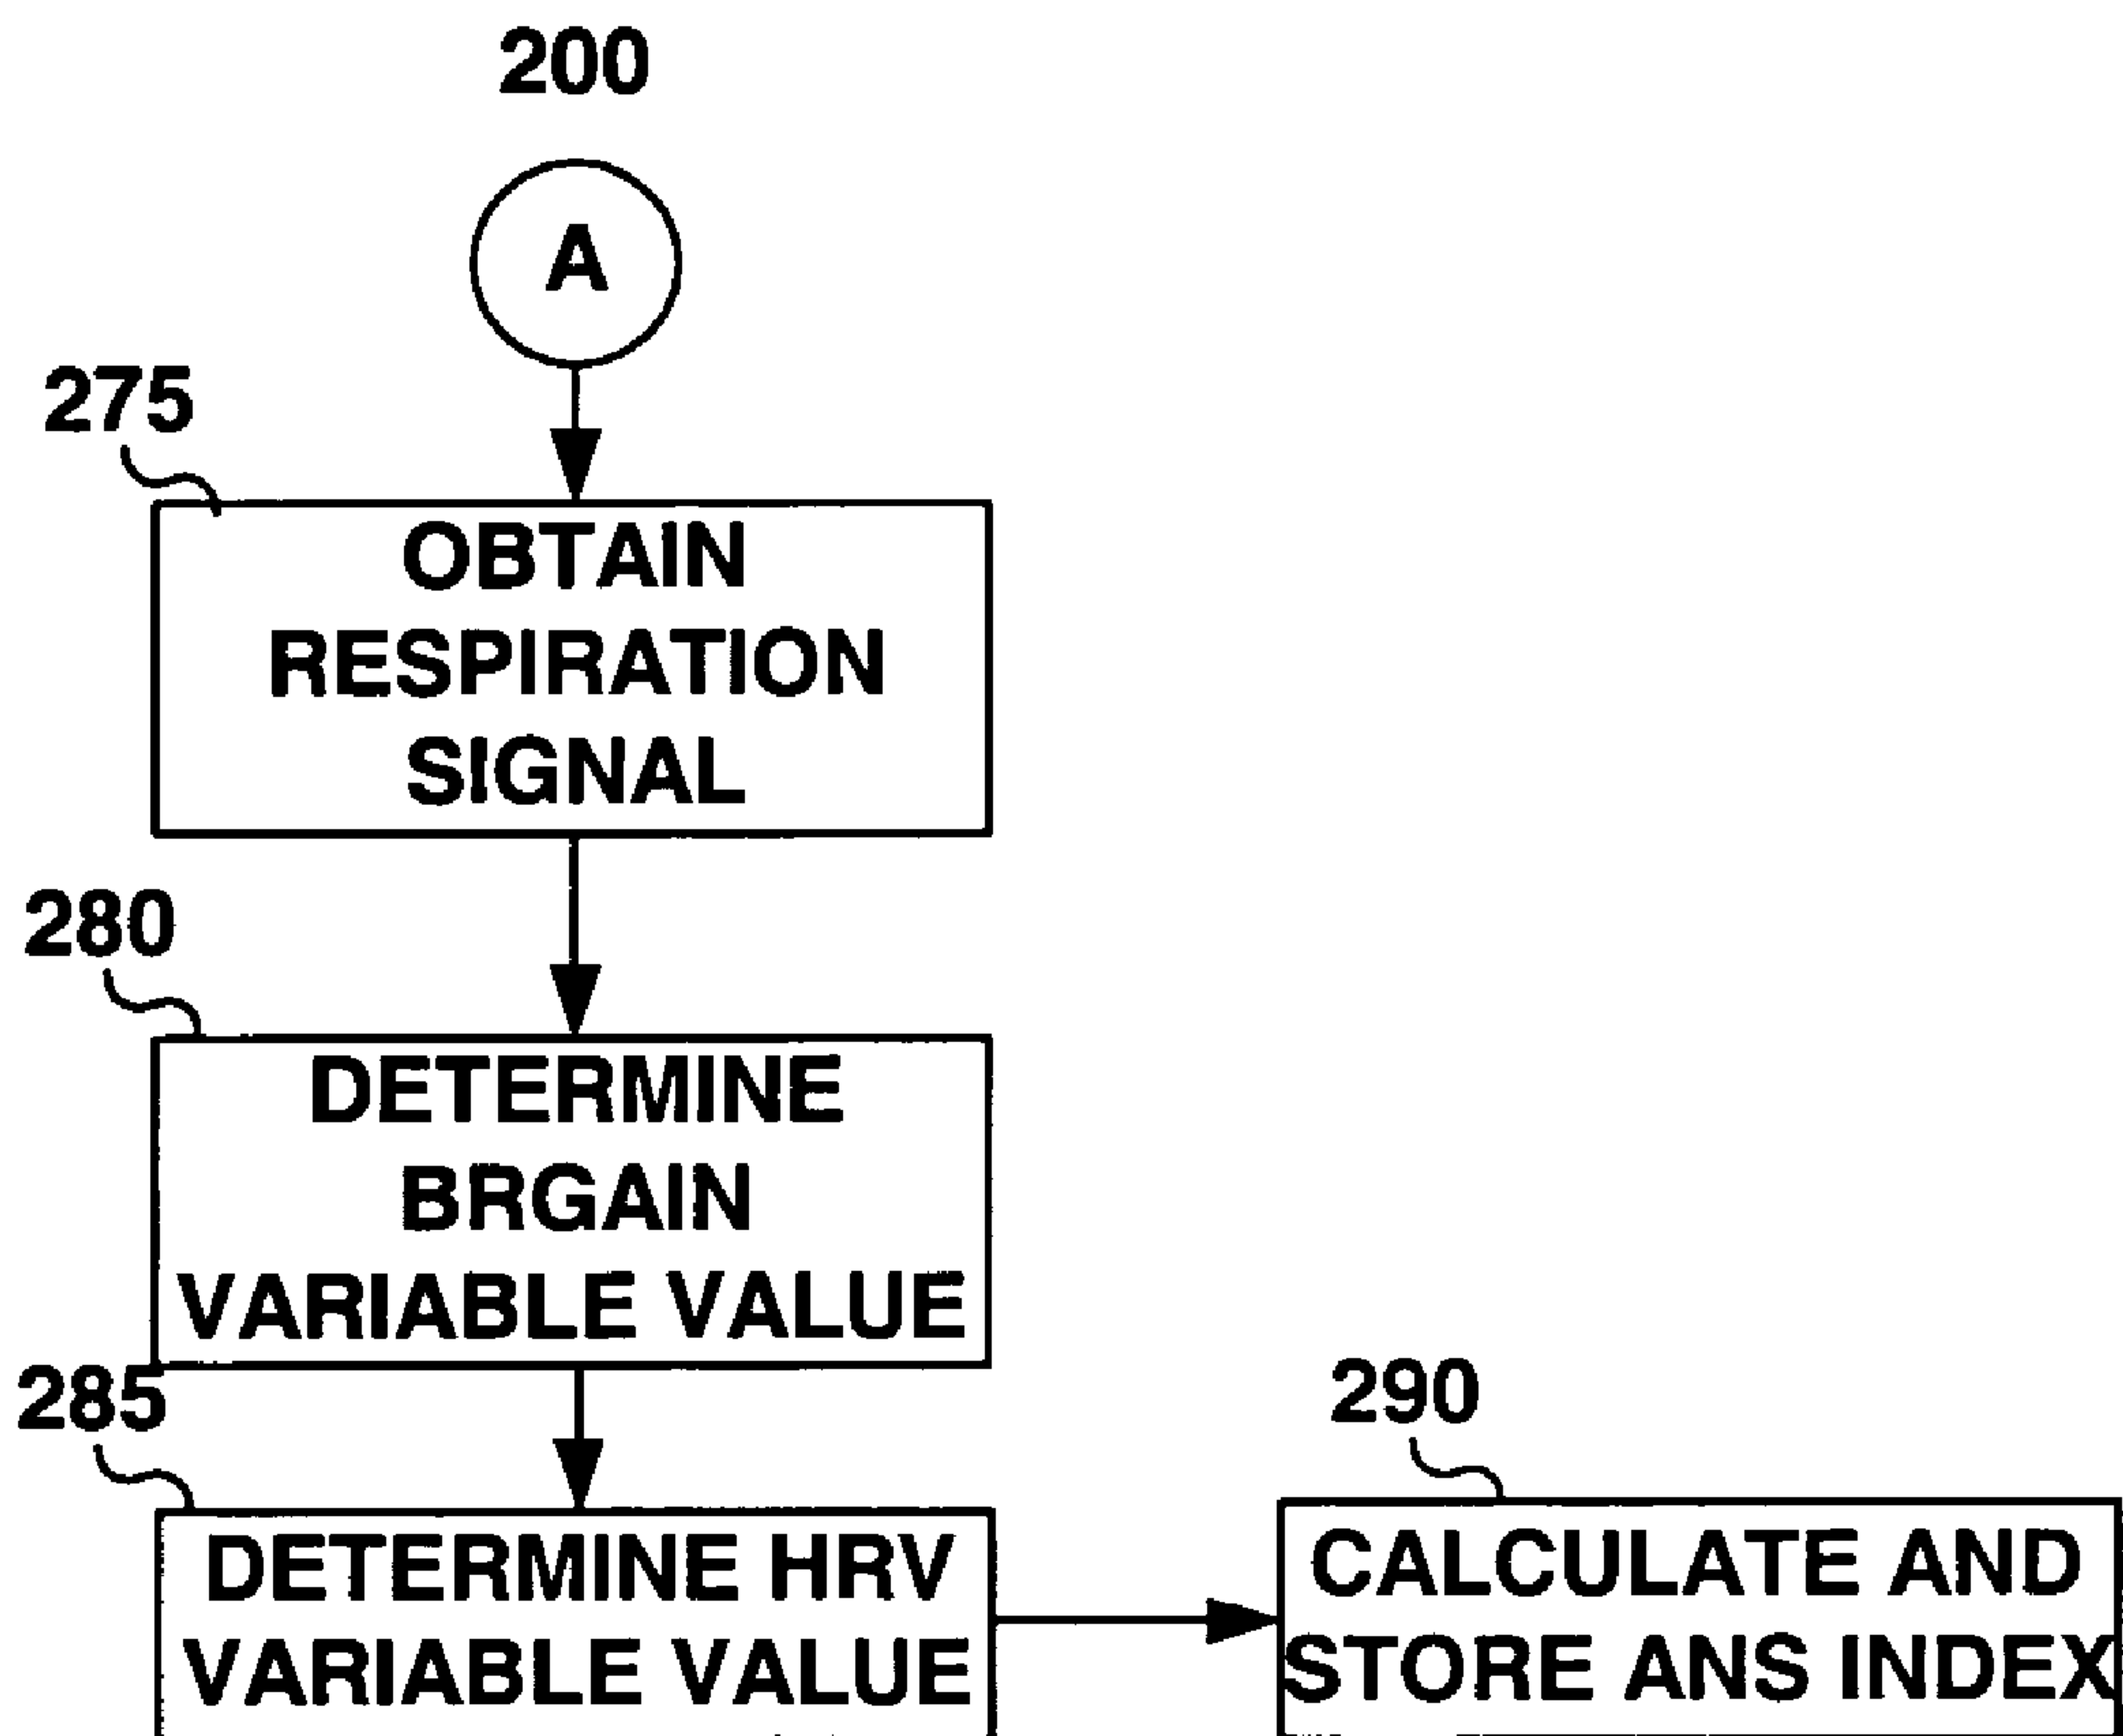 200
A
275
OBTAIN
RESPIRATION
SIGNAL
280
DETERMINE
BRGAIN
VARIABLE VALUE
285
DETERMINE HRV
VARIABLE VALUE
290
CALCULATE AND
STORE ANS INDEX